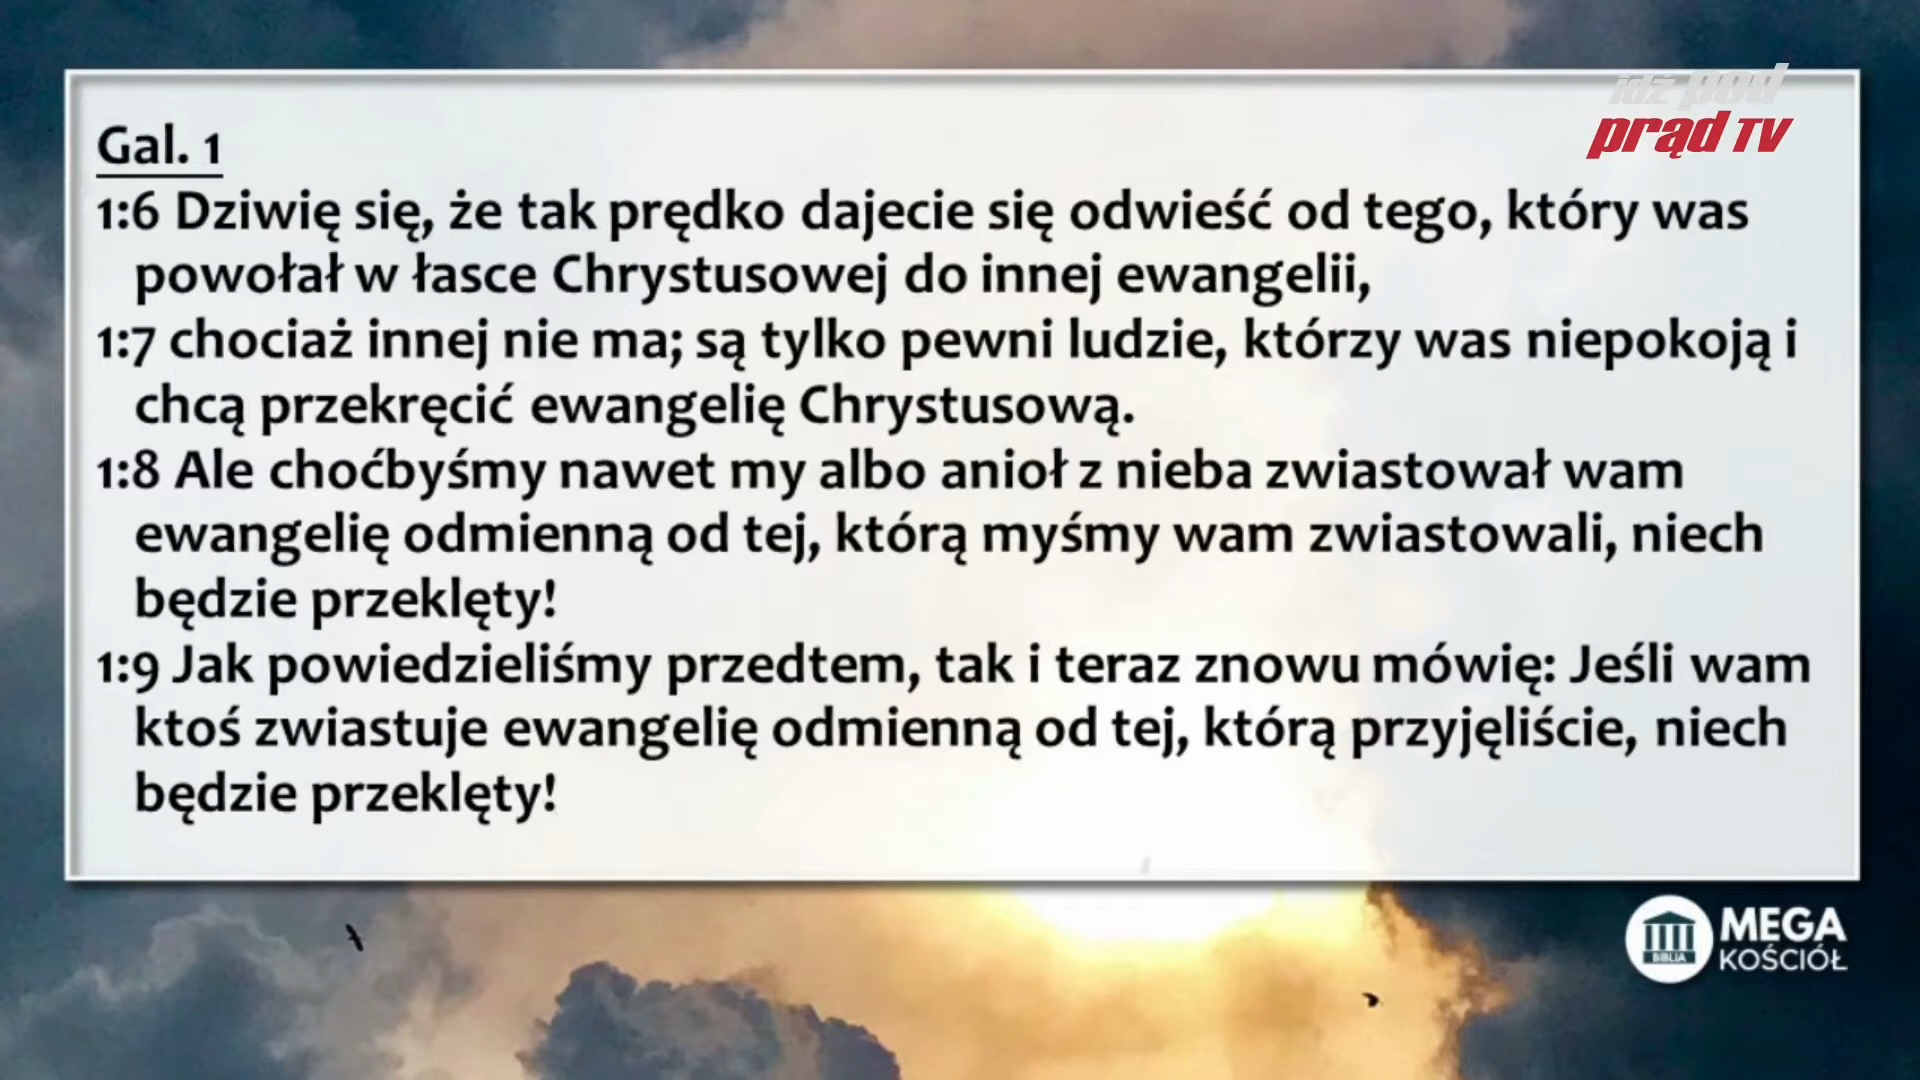 idź pod
prąd TV
Gal. 1
1:6 Dziwię się, że tak prędko dajecie się odwieść od tego, który was
powołał w łasce Chrystusowej do innej ewangelii,
1:7 chociaż innej nie ma; są tylko pewni ludzie, którzy was niepokoją i
chcą przekręcić ewangelię Chrystusową.
1:8 Ale choćbyśmy nawet my albo anioł z nieba zwiastował wam
ewangelię odmienną od tej, którą myśmy wam zwiastowali, niech
będzie przeklęty!
1:9 Jak powiedzieliśmy przedtem, tak i teraz znowu mówię: Jeśli wam
ktoś zwiastuje ewangelię odmienną od tej, którą przyjęliście, niech
będzie przeklęty!
BIBLIA
MEGA
KOŚCIÓŁ